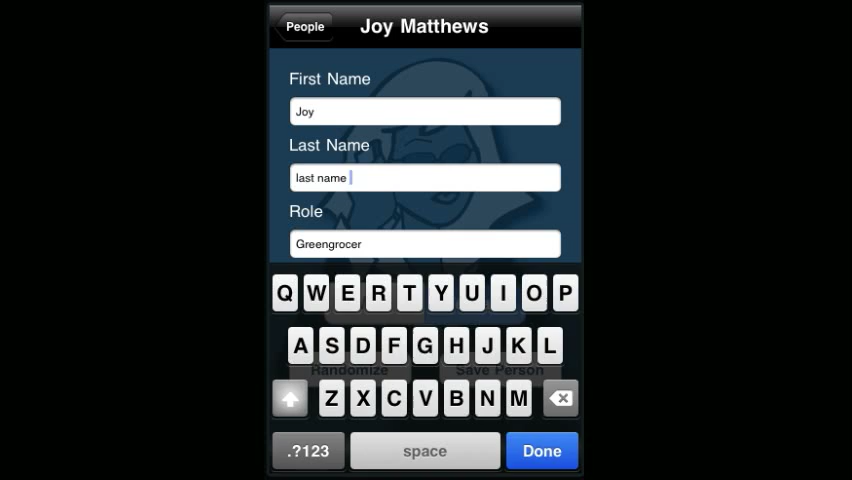 People
Joy Matthews
First Name
Joy
Last Name
last name
Role
Greengrocer
Q W E R T Y U I O P
A S D F G H J K L
Randomize Save Person
Z X C V B N M
.?123 space Done